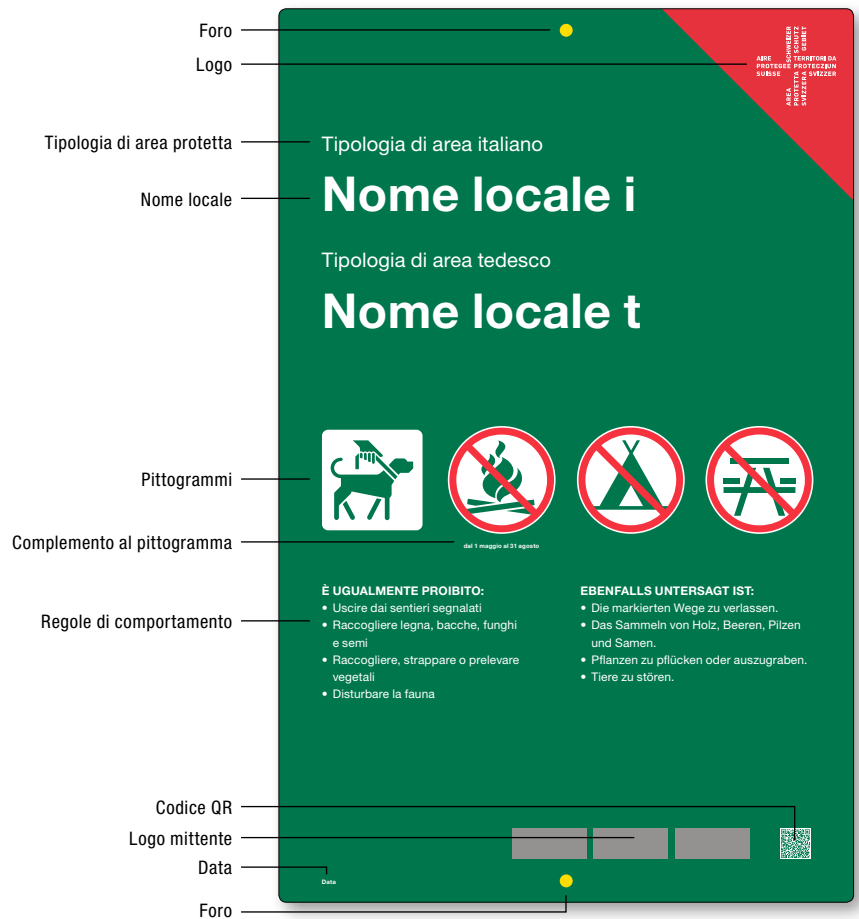 Foro
Logo
SCHWEIZER
SCHUTZ
GEBIET
AIRE
PROTEGEE
SUISSE
TERRITORI DA
PROTECZIUN
SVIZZER
AREA
PROTETTA
SVIZZERA
Tipologia di area protetta
Tipologia di area italiano
Nome locale
Nome locale i
Tipologia di area tedesco
Nome locale t
Pittogrammi
Complemento al pittogramma
dal 1 maggio al 31 agosto
Regole di comportamento
È UGUALMENTE PROIBITO:
• Uscire dai sentieri segnalati
• Raccogliere legna, bacche, funghi
e semi
• Raccogliere, strappare o prelevare
vegetali
• Disturbare la fauna
EBENFALLS UNTERSAGT IST:
• Die markierten Wege zu verlassen.
• Das Sammeln von Holz, Beeren, Pilzen
und Samen.
• Pflanzen zu pflücken oder auszugraben.
• Tiere zu stören.
Codice QR
Logo mittente
Data
Data
Foro